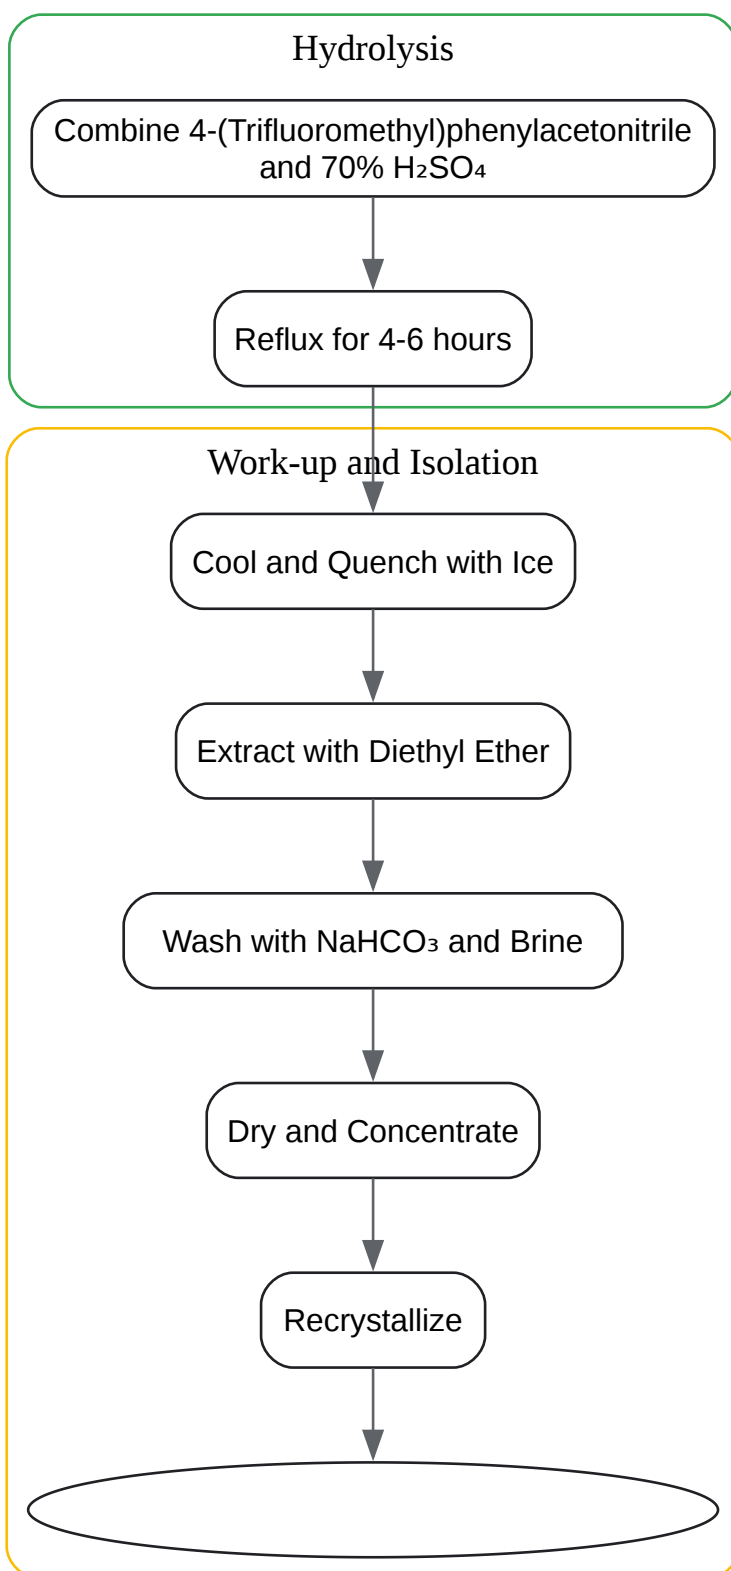 Hydrolysis
Combine 4-(Trifluoromethyl)phenylacetonitrile
and 70% H₂SO₄
Reflux for 4-6 hours
Work-up and Isolation
Cool and Quench with Ice
Extract with Diethyl Ether
Wash with NaHCO₃ and Brine
Dry and Concentrate
Recrystallize